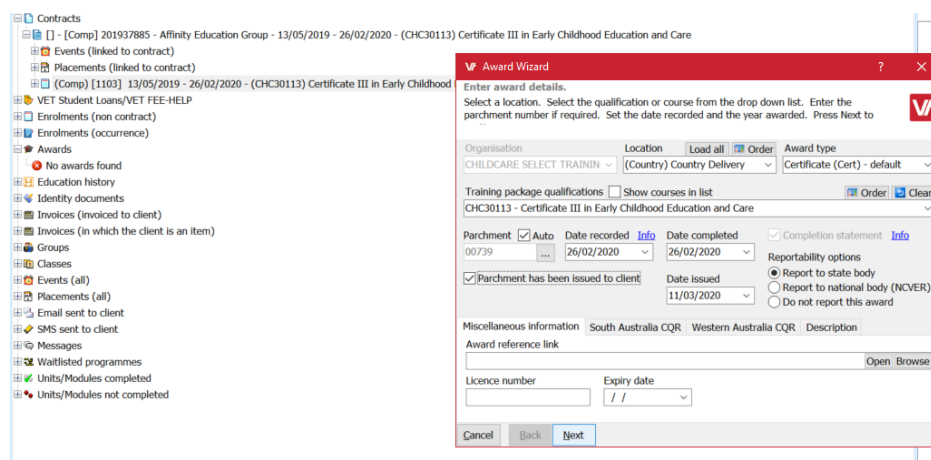 Contracts
[] - [Comp] 201937885 - Affinity Education Group - 13/05/2019 - 26/02/2020 - (CHC30113) Certificate III in Early Childhood Education and Care
Events (linked to contract)
Placements (linked to contract)
(Comp) [1103] 13/05/2019 - 26/02/2020 - (CHC30113) Certificate III in Early Childhood
VET Student Loans/VET FEE-HELP
Enrolments (non contract)
Enrolments (occurrence)
Awards
No awards found
Education history
Identity documents
Invoices (invoiced to client)
Invoices (in which the client is an item)
Groups
Classes
Events (all)
Placements (all)
Email sent to client
SMS sent to client
Messages
Waitlisted programmes
Units/Modules completed
Units/Modules not completed
Award Wizard ? X
Enter award details.
Select a location. Select the qualification or course from the drop down list. Enter the
parchment number if required. Set the date recorded and the year awarded. Press Next to
Organisation Location Load all Order Award type
CHILDCARE SELECT TRAININ (Country) Country Delivery Certificate (Cert) - default
Training package qualifications Show courses in list Order Clear
CHC30113 - Certificate III in Early Childhood Education and Care
Parchment Auto Date recorded Info Date completed Completion statement Info
00739 ... 26/02/2020 26/02/2020 Reportability options
Report to state body
Parchment has been issued to client Date issued Report to national body (NCVER)
11/03/2020 Do not report this award
Miscellaneous information South Australia CQR Western Australia CQR Description
Award reference link
Open Browse
Licence number Expiry date
/ /
Cancel Back Next